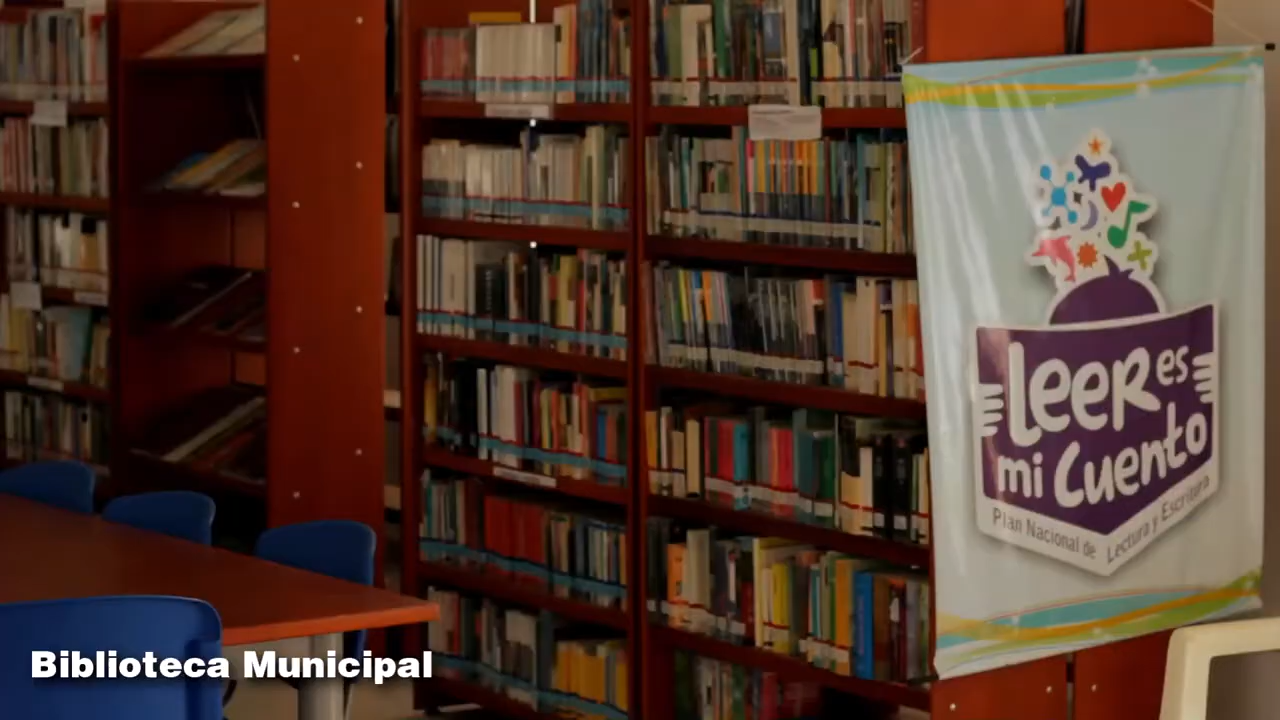 Leer es
mi Cuento
Plan Nacional de Lectura y Escritura
Biblioteca Municipal